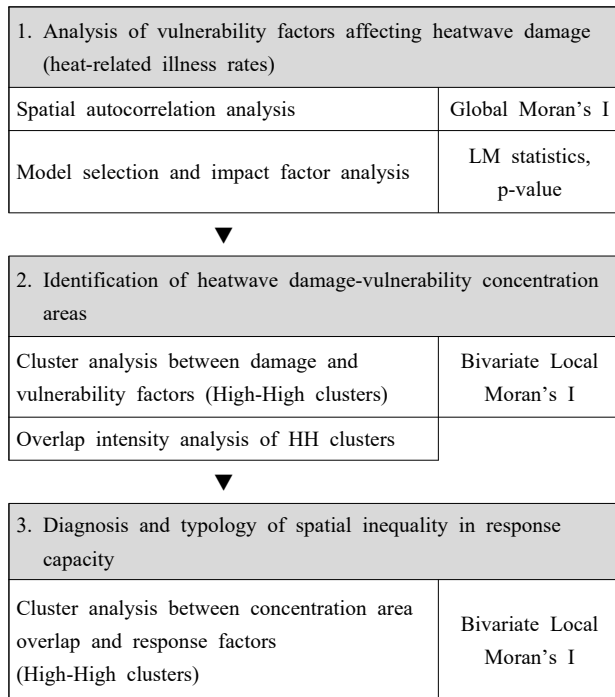 1. Analysis of vulnerability factors affecting heatwave damage
(heat-related illness rates)
Spatial autocorrelation analysis
Global Moran's I
Model selection and impact factor analysis
LM statistics,
p-value
▼
2. Identification of heatwave damage-vulnerability concentration
areas
Cluster analysis between damage and
vulnerability factors (High-High clusters)
Bivariate Local
Moran's I
Overlap intensity analysis of HH clusters
▼
3. Diagnosis and typology of spatial inequality in response
capacity
Cluster analysis between concentration area
overlap and response factors
(High-High clusters)
Bivariate Local
Moran's I